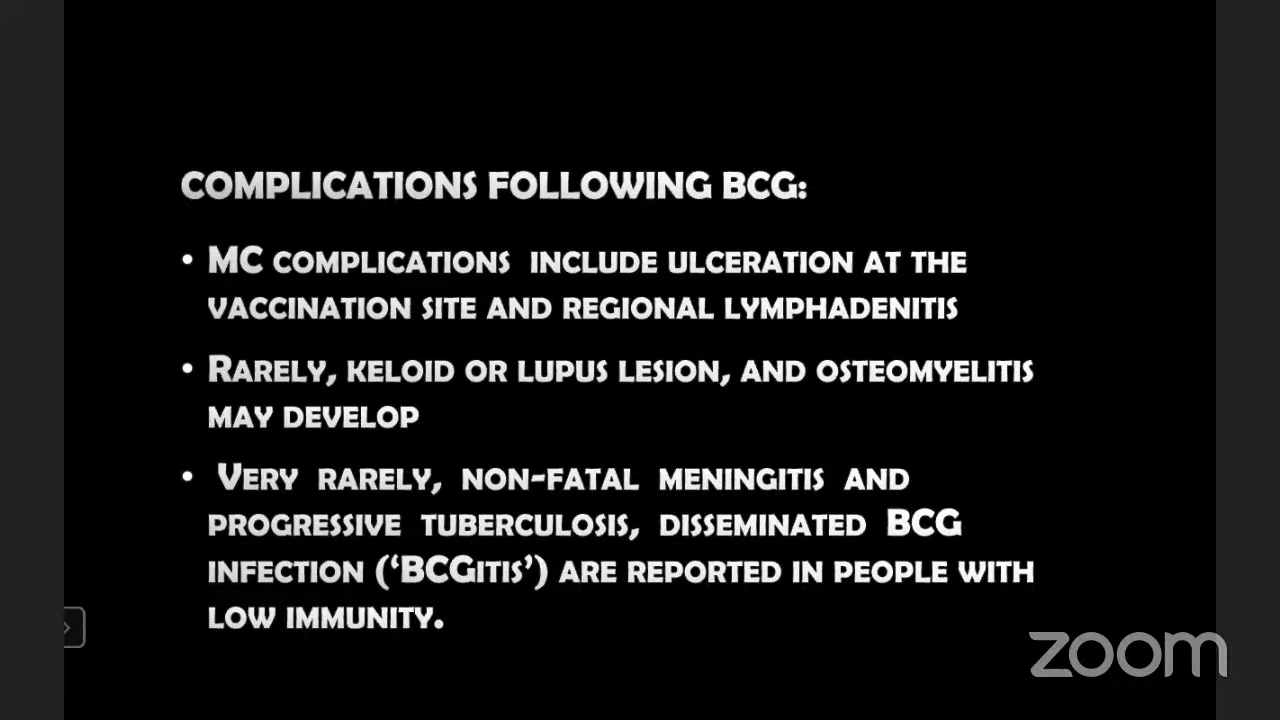 COMPLICATIONS FOLLOWING BCG:
• MC COMPLICATIONS INCLUDE ULCERATION AT THE
VACCINATION SITE AND REGIONAL LYMPHADENITIS
• RARELY, KELOID OR LUPUS LESION, AND OSTEOMYELITIS
MAY DEVELOP
• VERY RARELY, NON-FATAL MENINGITIS AND
PROGRESSIVE TUBERCULOSIS, DISSEMINATED BCG
INFECTION (‘BCGITIS’) ARE REPORTED IN PEOPLE WITH
LOW IMMUNITY.
zoom